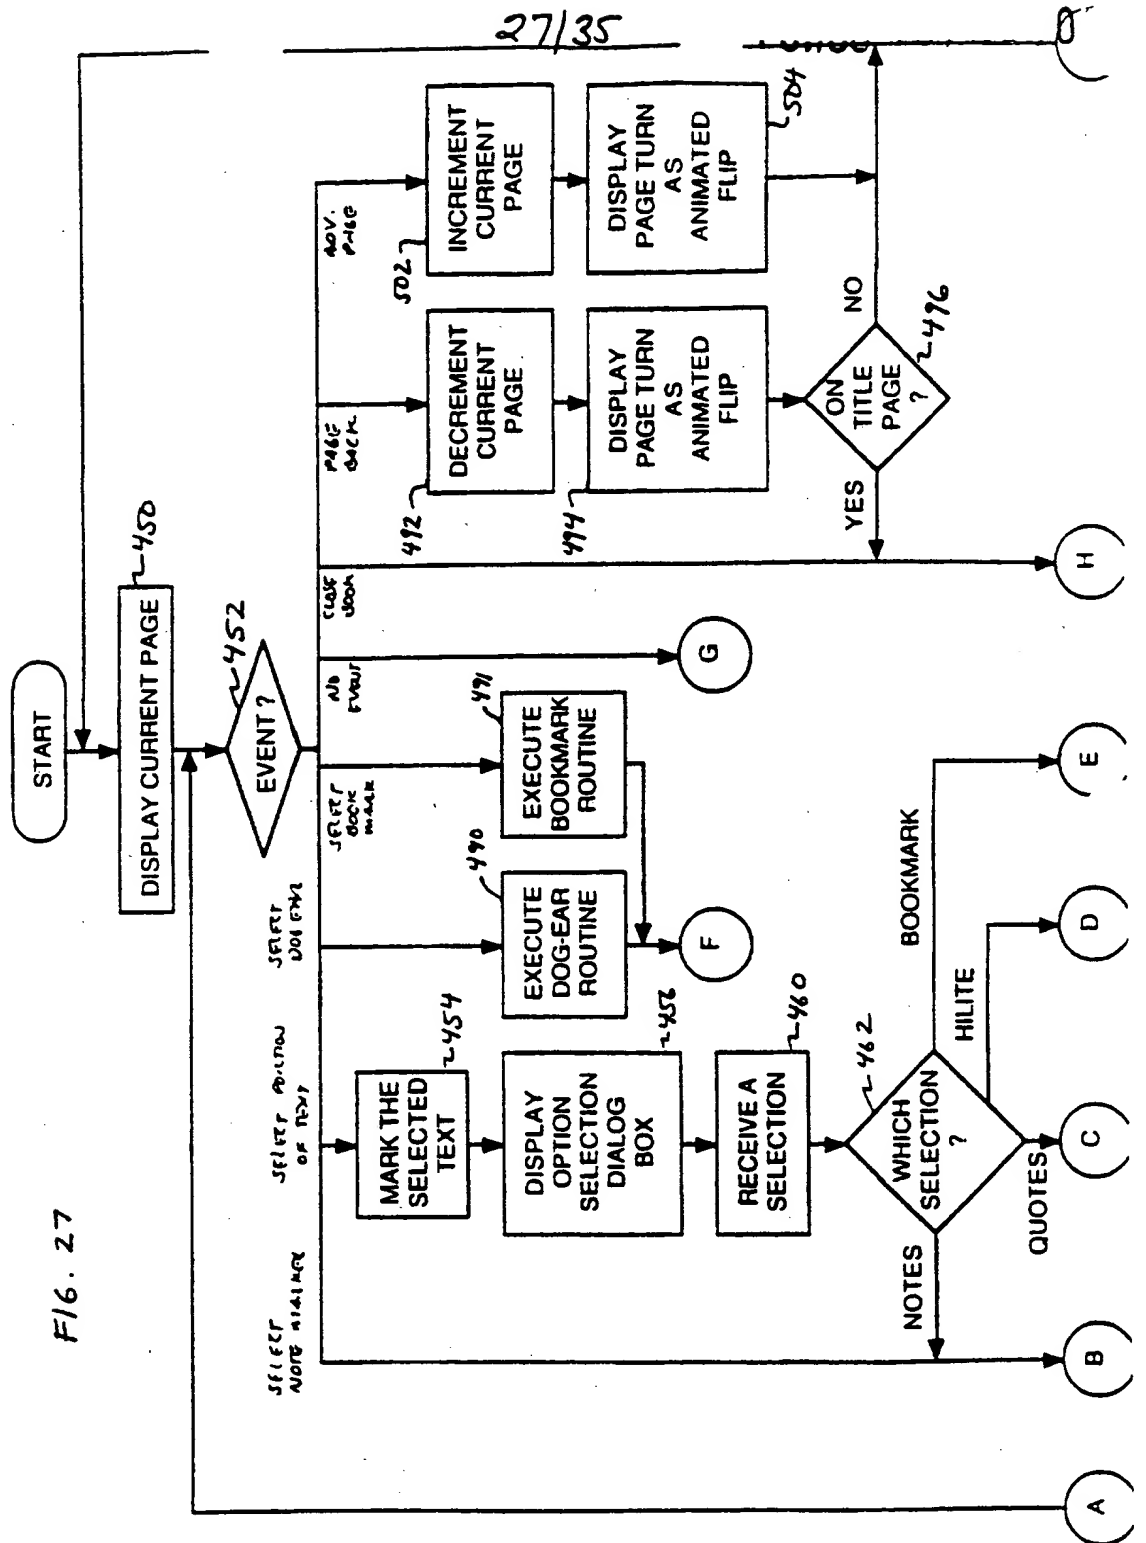 27/35
FIG. 27
START
DISPLAY CURRENT PAGE
450
EVENT ?
452
SELECT
NOTE MARKER
SELECT PORTION
OF TEXT
SELECT
DOG EAR
SELECT
BOOK
MARK
NO
EVENT
CLOSE
BOOK
PAGE
BACK
ADV.
PAGE
MARK THE
SELECTED
TEXT
454
DISPLAY
OPTION
SELECTION
DIALOG
BOX
456
RECEIVE A
SELECTION
460
WHICH
SELECTION
?
462
NOTES
QUOTES
HILITE
BOOKMARK
EXECUTE
DOG-EAR
ROUTINE
490
EXECUTE
BOOKMARK
ROUTINE
491
DECREMENT
CURRENT
PAGE
492
DISPLAY
PAGE TURN
AS
ANIMATED
FLIP
494
ON
TITLE
PAGE
?
496
YES
NO
INCREMENT
CURRENT
PAGE
502
DISPLAY
PAGE TURN
AS
ANIMATED
FLIP
504
A
B
C
D
E
F
G
H